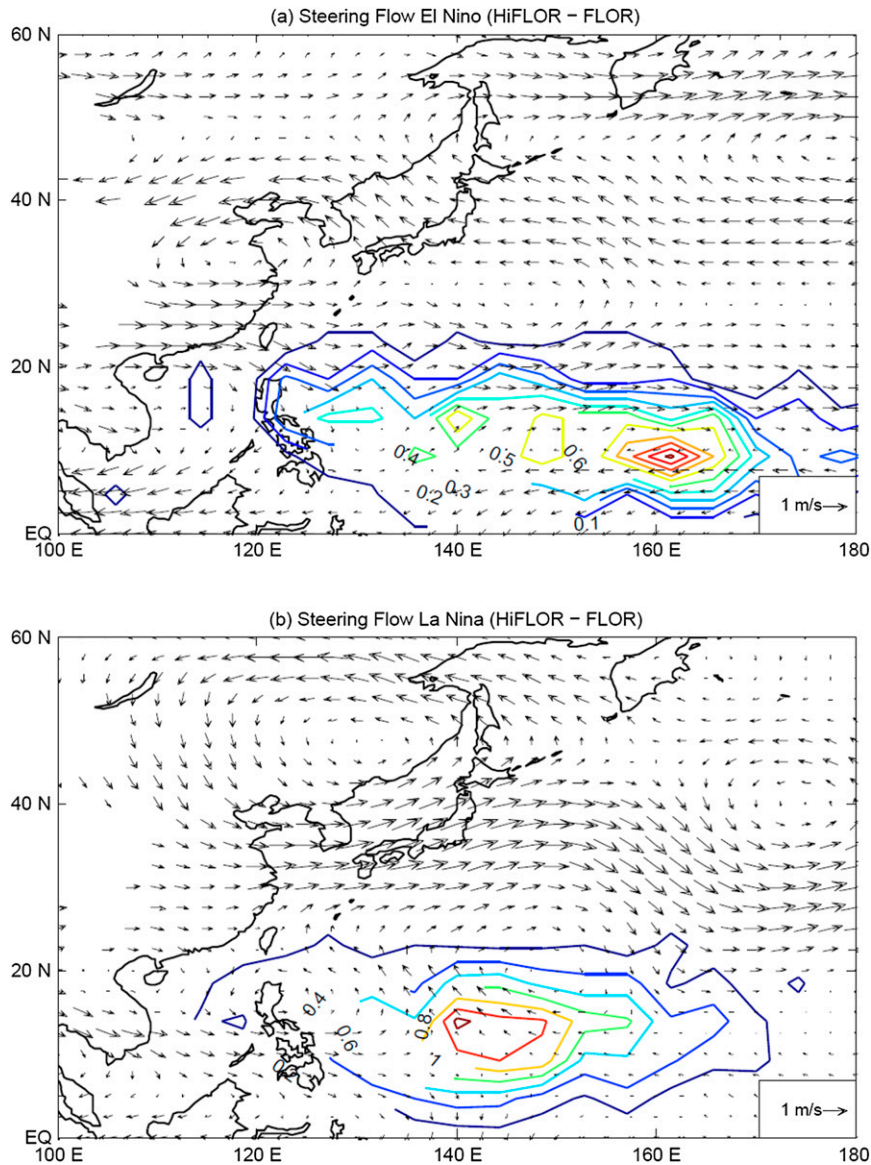 (a) Steering Flow El Nino (HiFLOR − FLOR)
60 N
40 N
20 N
0.4
0.5
0.6
0.2
0.3
0.1
1 m/s
EQ
100 E
120 E
140 E
160 E
180
(b) Steering Flow La Nina (HiFLOR − FLOR)
60 N
40 N
20 N
0.4
0.8
0.6
1
1 m/s
EQ
100 E
120 E
140 E
160 E
180